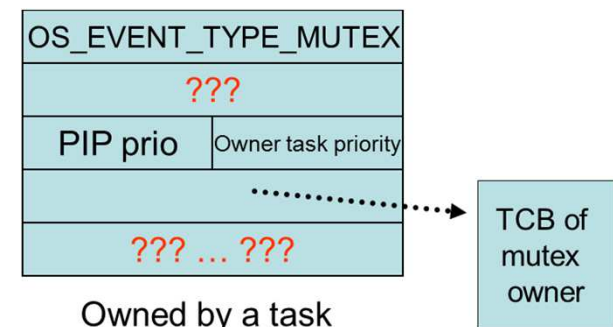 OS_EVENT_TYPE_MUTEX
???
PIP prio
Owner task priority
??? ... ???
TCB of
mutex
owner
Owned by a task